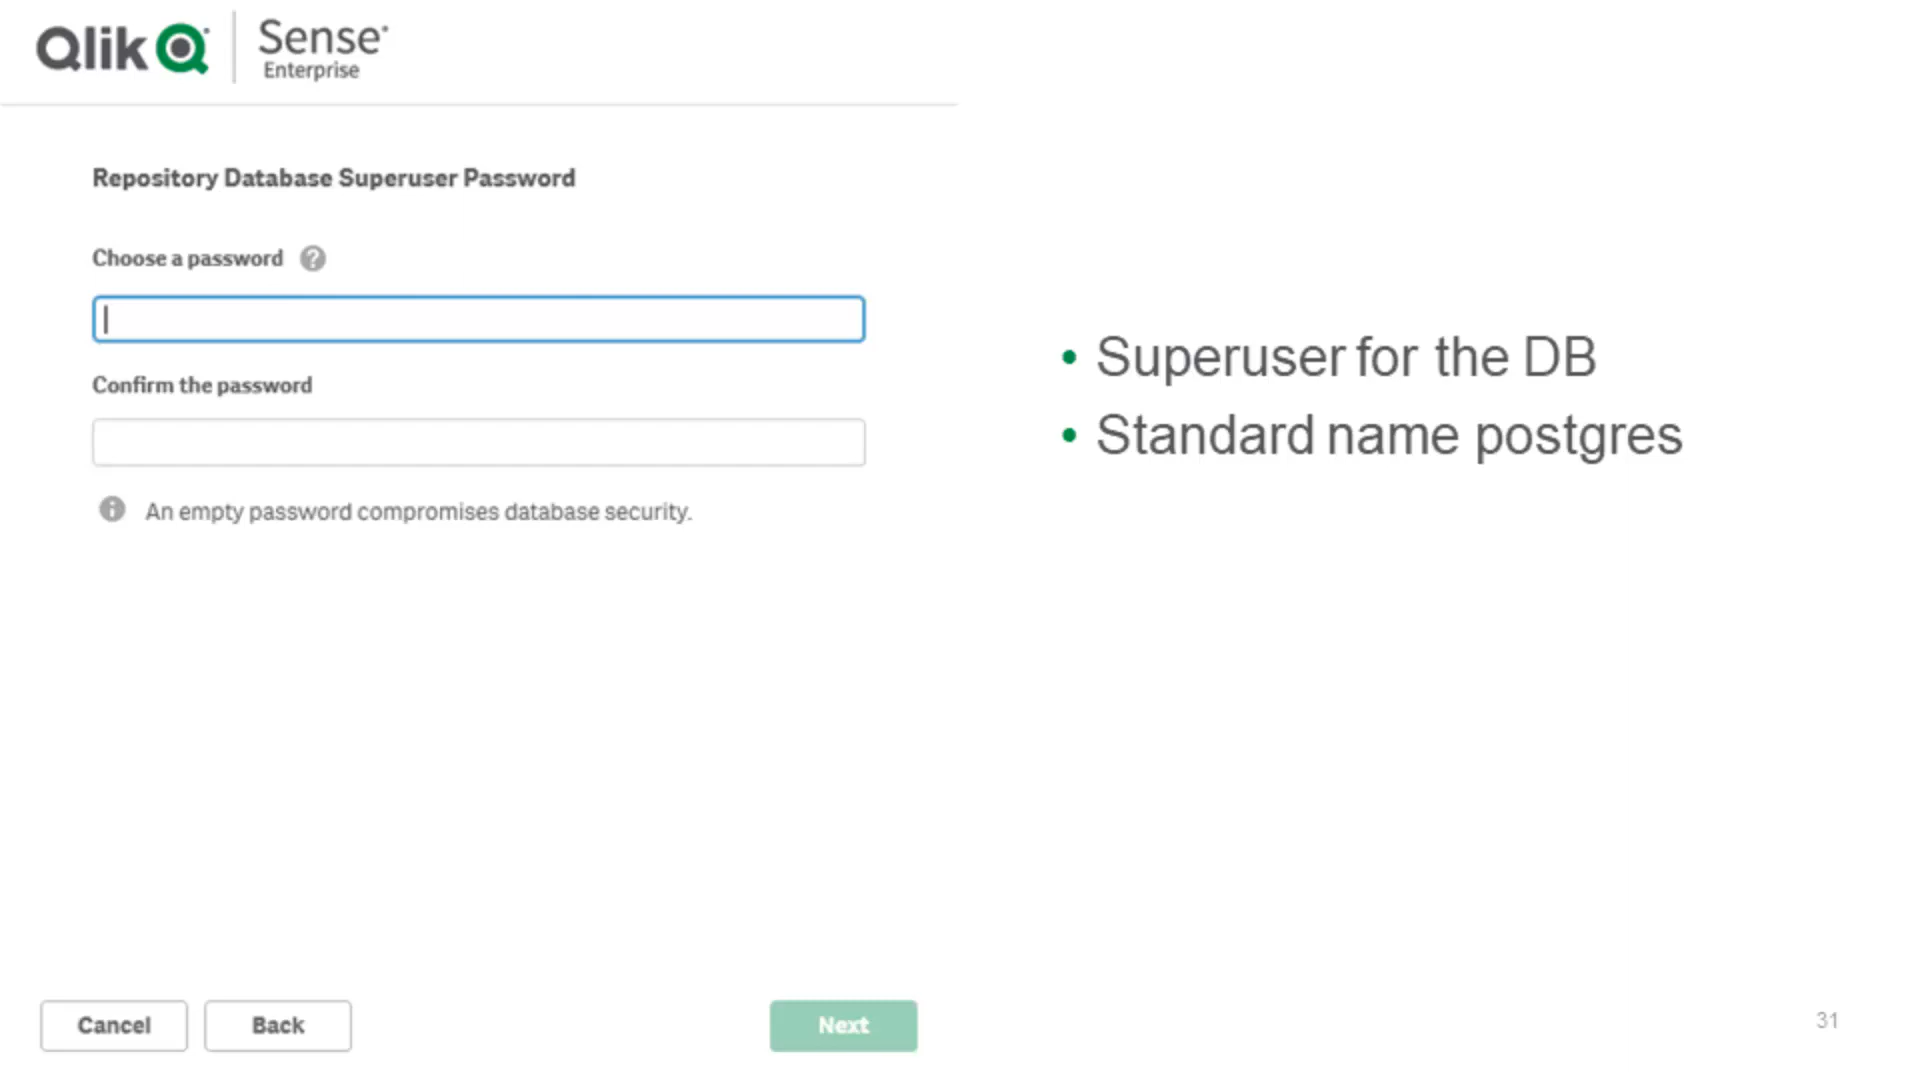 Qlik
Sense
Enterprise
Repository Database Superuser Password
Choose a password ?
Confirm the password
An empty password compromises database security.
• Superuser for the DB
• Standard name postgres
Cancel
Back
Next
31